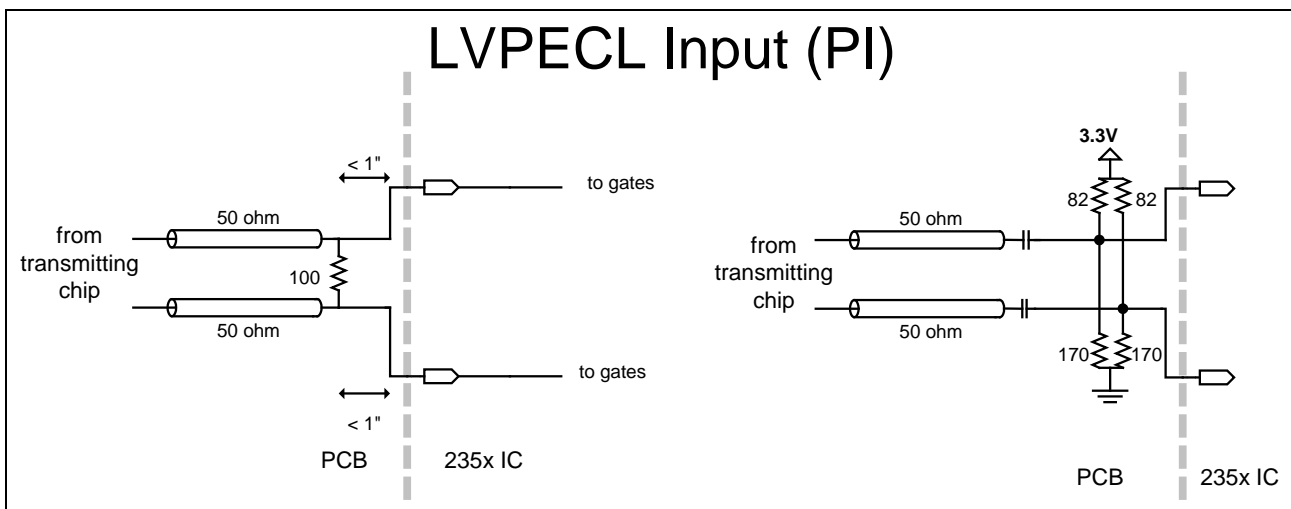 LVPECL Input (PI)
< 1"
to gates
50 ohm
from
transmitting
chip
100
50 ohm
to gates
< 1"
PCB
235x IC
3.3V
82
82
50 ohm
from
transmitting
chip
50 ohm
170
170
PCB
235x IC